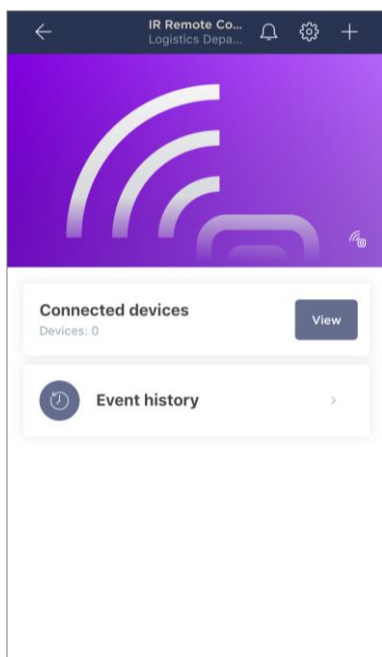 IR Remote Co...
Logistics Depa...
Connected devices
Devices: 0
View
Event history